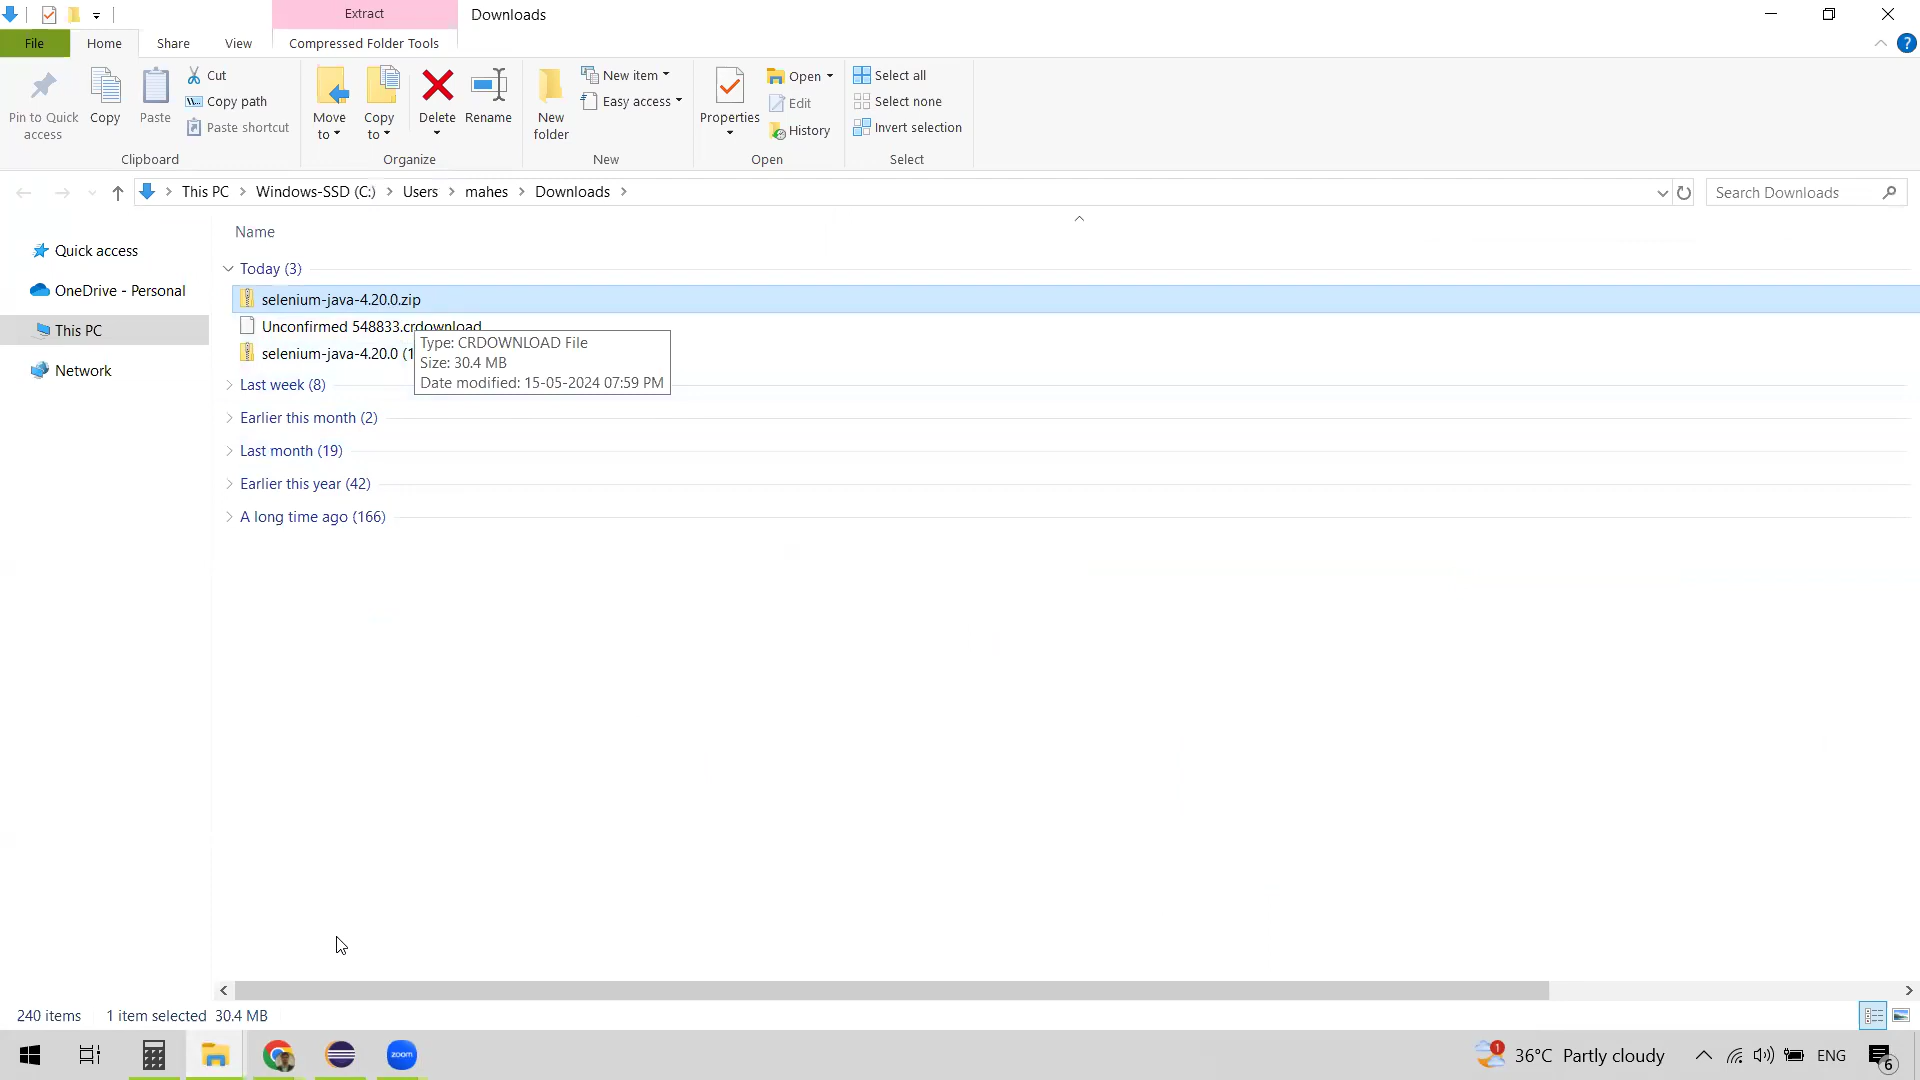 Extract
Downloads
File
Home
Share
View
Compressed Folder Tools
Pin to Quick access
Copy
Paste
Cut
Copy path
Paste shortcut
Clipboard
Move to
Copy to
Delete
Rename
Organize
New folder
New item
Easy access
New
Properties
Open
Edit
History
Open
Select all
Select none
Invert selection
Select
This PC > Windows-SSD (C:) > Users > mahes > Downloads >
Search Downloads
Quick access
OneDrive - Personal
This PC
Network
Name
Today (3)
selenium-java-4.20.0.zip
Unconfirmed 548833.crdownload
selenium-java-4.20.0 (1
Type: CRDOWNLOAD File
Size: 30.4 MB
Date modified: 15-05-2024 07:59 PM
Last week (8)
Earlier this month (2)
Last month (19)
Earlier this year (42)
A long time ago (166)
240 items
1 item selected 30.4 MB
zoom
1
36°C Partly cloudy
ENG
6